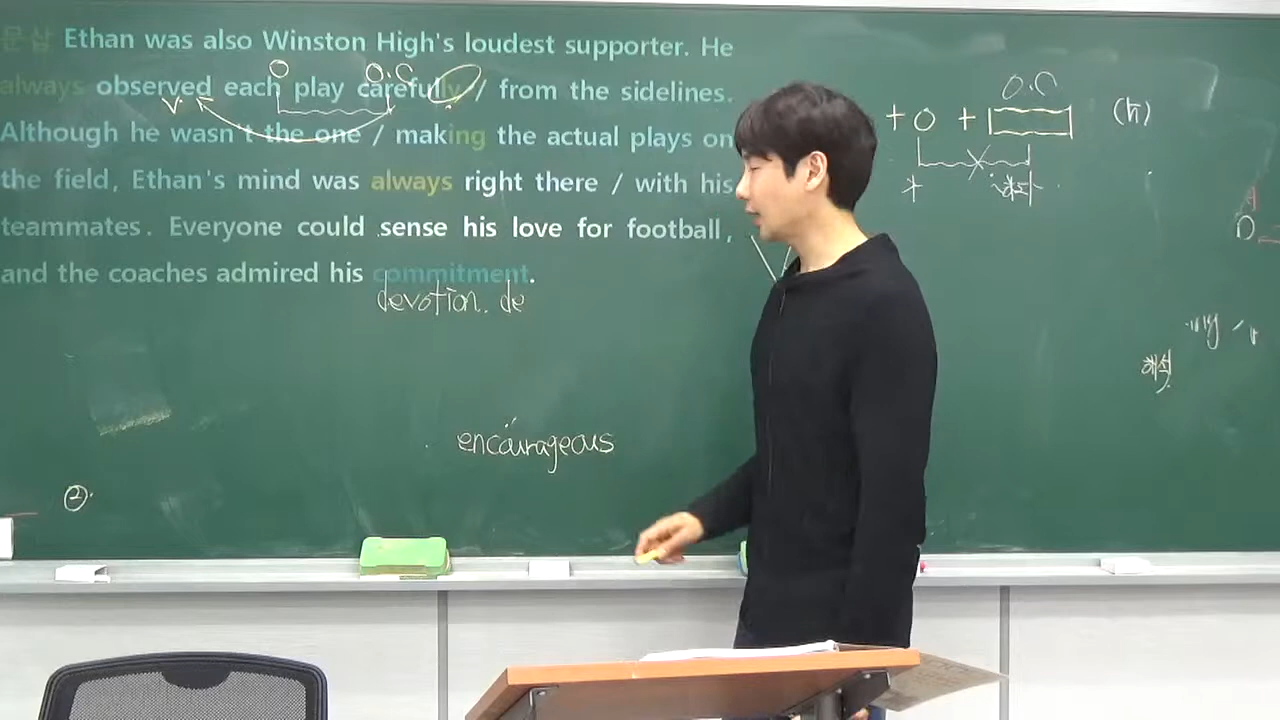 문 삽 Ethan was also Winston High's loudest supporter. He
always observed each play carefully / from the sidelines.
Although he wasn't the one / making the actual plays on
the field, Ethan's mind was always right there / with his
teammates. Everyone could sense his love for football,
and the coaches admired his commitment.
O O.C
V
devotion. de
encourageous
②
O.C
+ O +
해석